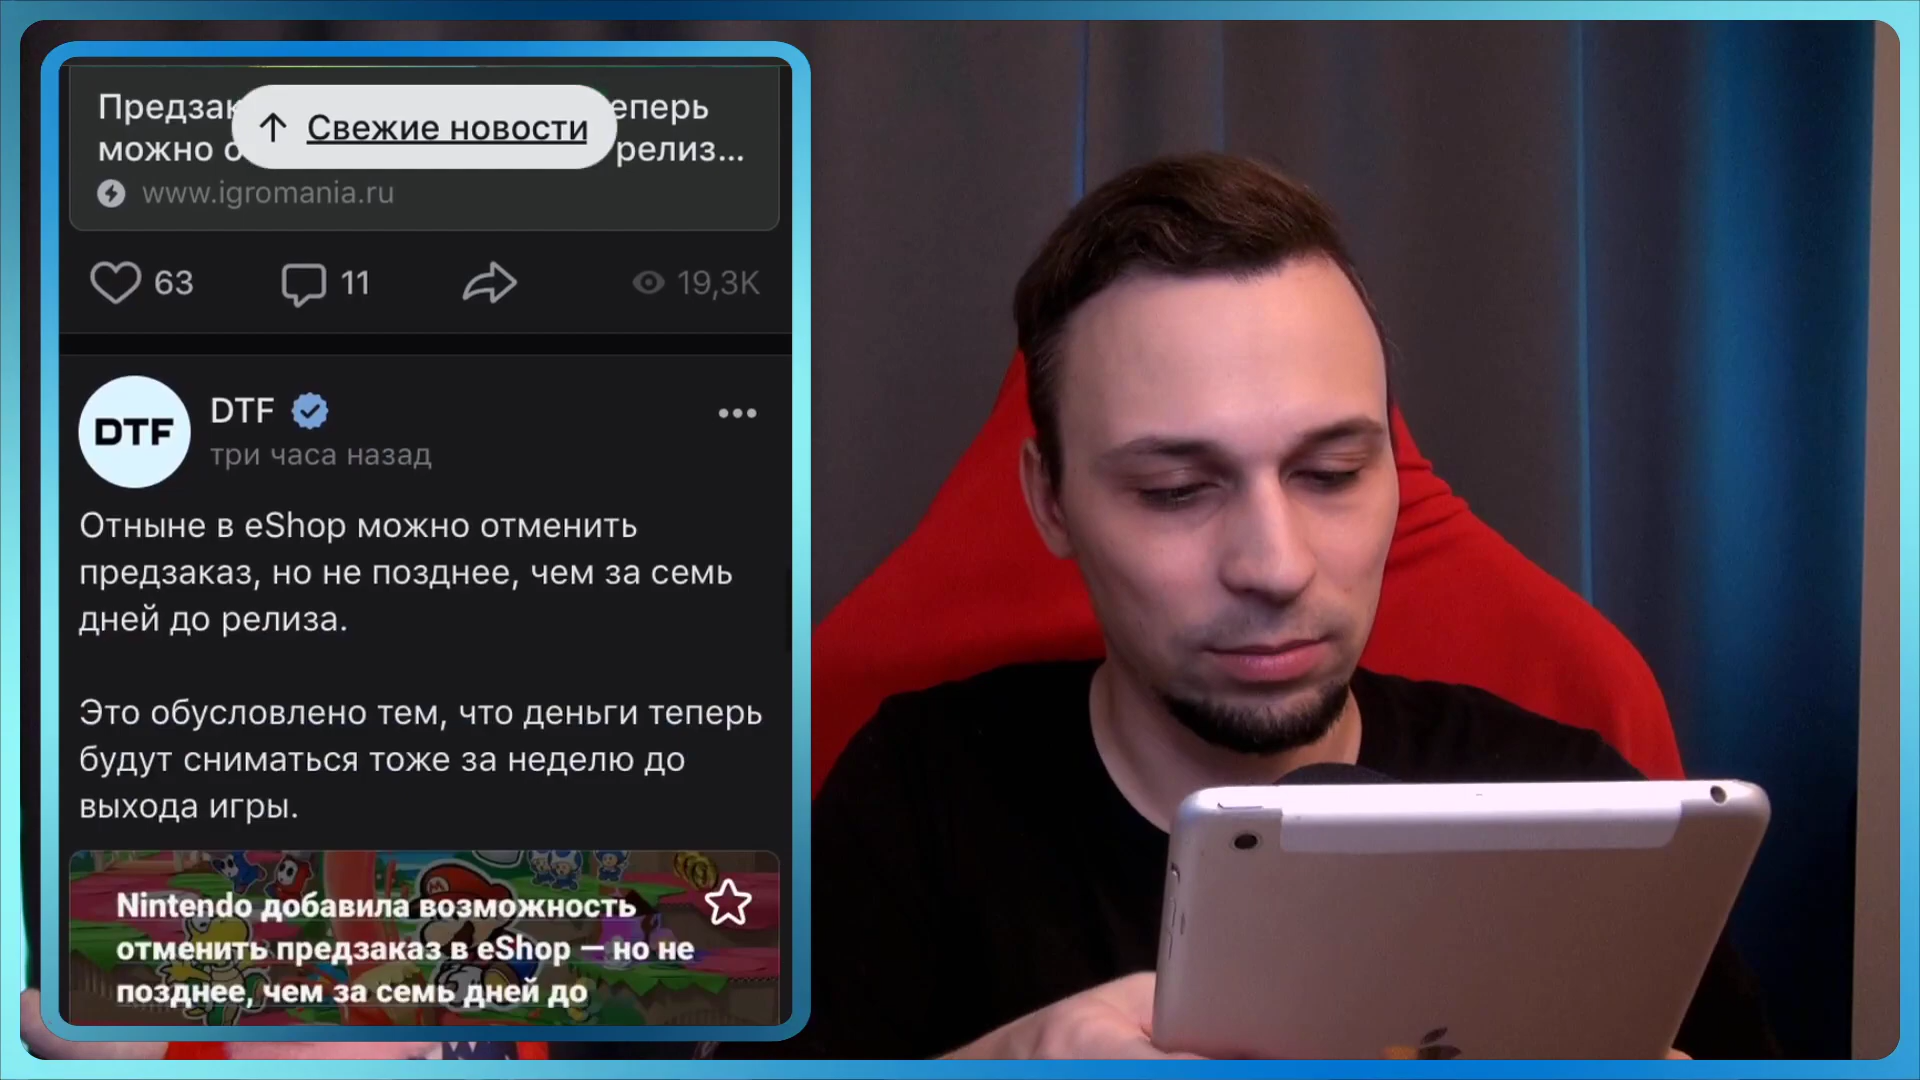 Предзак
еперь
можно о
релиз...
↑ Свежие новости
www.igromania.ru
63
11
19,3K
DTF
DTF
три часа назад
Отныне в eShop можно отменить
предзаказ, но не позднее, чем за семь
дней до релиза.
Это обусловлено тем, что деньги теперь
будут сниматься тоже за неделю до
выхода игры.
Nintendo добавила возможность
отменить предзаказ в eShop — но не
позднее, чем за семь дней до